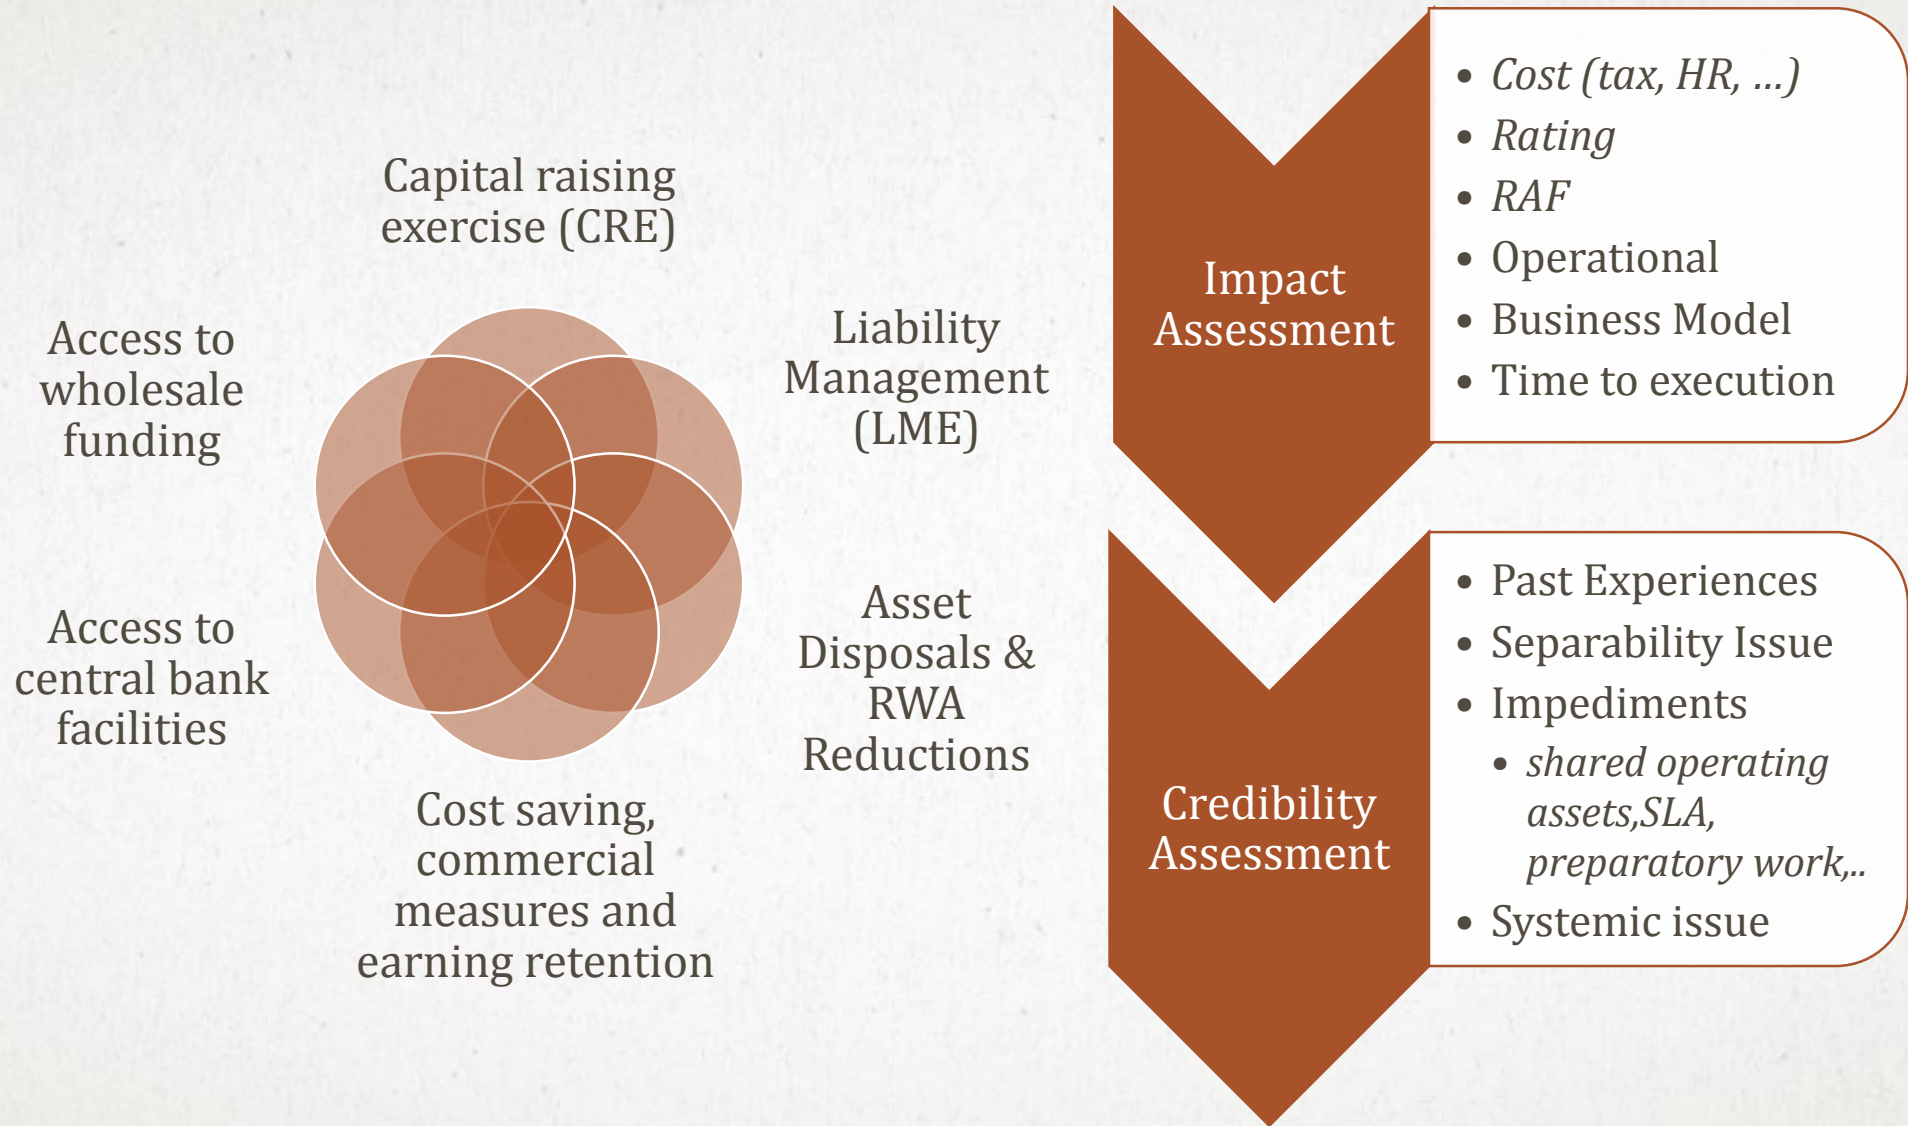 Capital raising
exercise (CRE)
Liability
Management
(LME)
Asset
Disposals &
RWA
Reductions
Cost saving,
commercial
measures and
earning retention
Access to
central bank
facilities
Access to
wholesale
funding
Impact
Assessment
• Cost (tax, HR, ...)
• Rating
• RAF
• Operational
• Business Model
• Time to execution
Credibility
Assessment
• Past Experiences
• Separability Issue
• Impediments
• shared operating
assets,SLA,
preparatory work,..
• Systemic issue